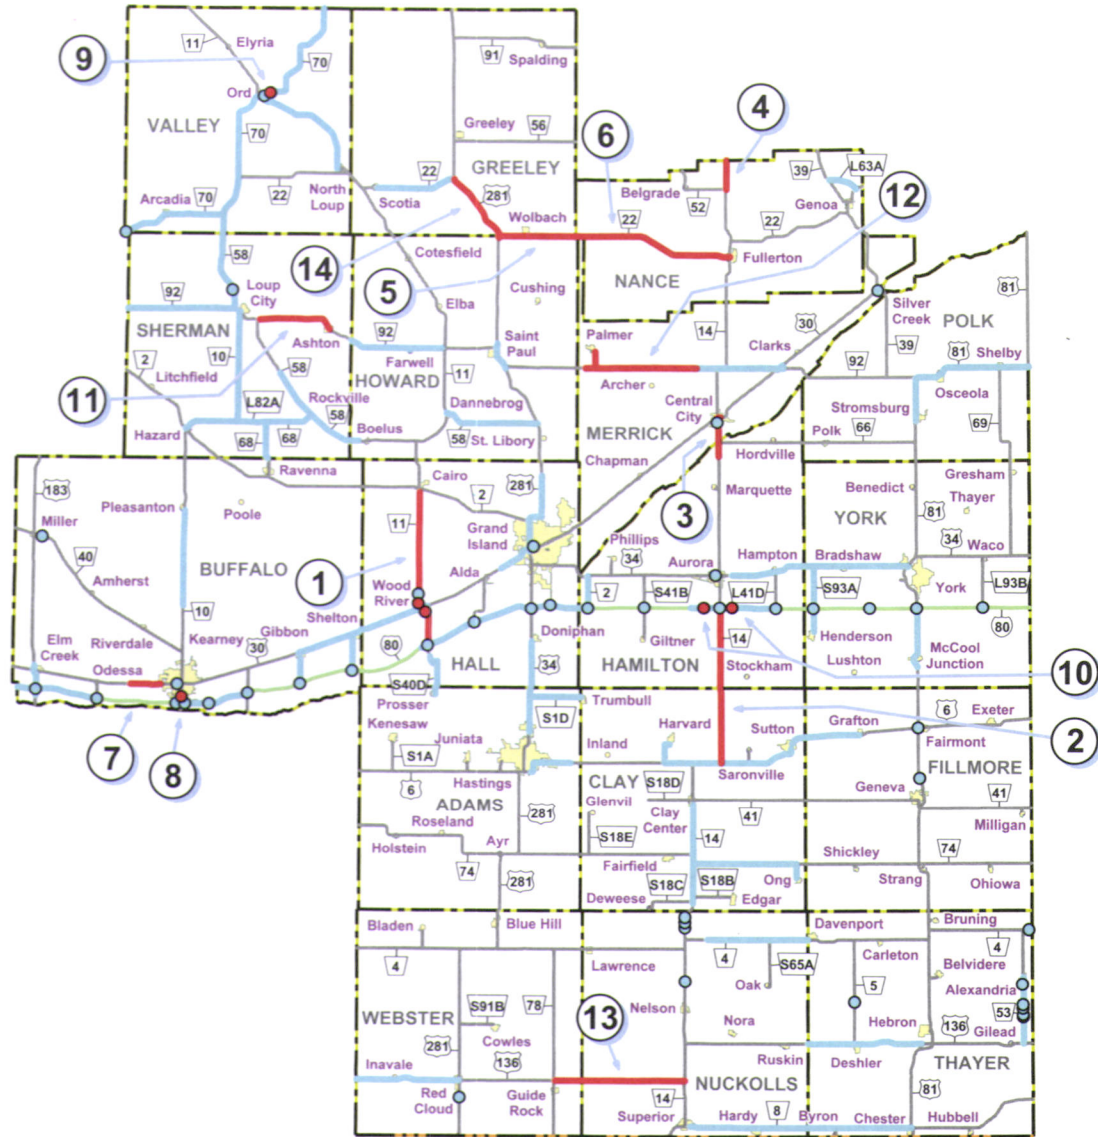 11
Elyria
9
70
91
Spalding
Ord
VALLEY
70
Greeley
56
4
6
GREELEY
39
L63A
Arcadia
70
22
North
Loup
22
Scotia
281
Belgrade
52
Genoa
12
Wolbach
22
22
58
14
Cotesfield
5
Fullerton
NANCE
92
Loup
City
Cushing
Silver
Creek
81
SHERMAN
Elba
Palmer
14
30
POLK
Ashton
92
Saint
Paul
Clarks
39
2
10
58
Farwell
92
81
Shelby
Litchfield
HOWARD
11
Archer
Osceola
11
L82A
Rockville
Dannebrog
Central
City
Stromsburg
Hazard
68
68
58
Boelus
58
St. Libory
MERRICK
Polk
66
69
Ravenna
Chapman
Hordville
183
Cairo
281
Gresham
Pleasanton
Poole
2
Marquette
Benedict
Thayer
Miller
11
Grand
Island
3
YORK
81
34
Waco
40
BUFFALO
1
Phillips
34
Aurora
Hampton
Bradshaw
Amherst
Wood
River
Alda
2
S41B
L41D
S93A
York
L93B
10
Shelton
80
Riverdale
Kearney
Gibbon
Doniphan
Giltner
14
Henderson
McCool
Junction
Elm
Creek
30
80
HALL
34
HAMILTON
Stockham
Lushton
10
Odessa
S40D
Prosser
Trumbull
6
Exeter
7
8
Kenesaw
S1D
Harvard
Sutton
Grafton
2
S1A
Juniata
Inland
Fairmont
Hastings
Saronville
FILLMORE
6
CLAY
S18D
Geneva
ADAMS
281
Glenvil
Clay
Center
41
41
Roseland
S18E
14
Milligan
Holstein
Ayr
74
Shickley
74
Fairfield
281
S18C
S18B
Ong
Strang
Ohiowa
Deweese
Edgar
Bladen
Blue Hill
Davenport
Bruning
4
Lawrence
4
S65A
Carleton
4
Belvidere
Oak
5
Alexandria
WEBSTER
S91B
78
13
Nelson
53
Nora
Hebron
136
Gilead
281
Cowles
136
Inavale
Ruskin
Deshler
THAYER
Red
Cloud
Guide
Rock
NUCKOLLS
81
14
Superior
Hardy
8
Byron
Chester
Hubbell